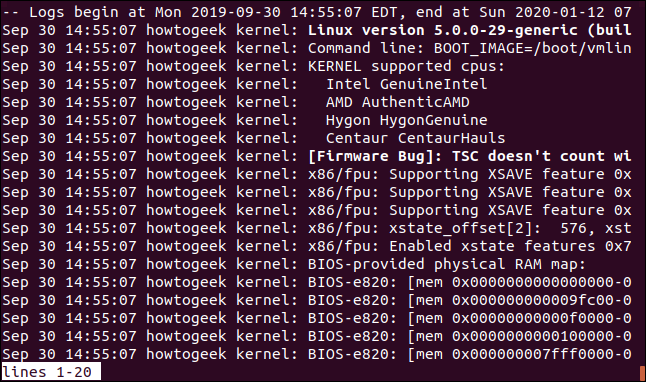 -- Logs begin at Mon 2019-09-30 14:55:07 EDT, end at Sun 2020-01-12 07
Sep 30 14:55:07 howtogeek kernel: Linux version 5.0.0-29-generic (buil
Sep 30 14:55:07 howtogeek kernel: Command line: BOOT_IMAGE=/boot/vmlin
Sep 30 14:55:07 howtogeek kernel: KERNEL supported cpus:
Sep 30 14:55:07 howtogeek kernel:   Intel GenuineIntel
Sep 30 14:55:07 howtogeek kernel:   AMD AuthenticAMD
Sep 30 14:55:07 howtogeek kernel:   Hygon HygonGenuine
Sep 30 14:55:07 howtogeek kernel:   Centaur CentaurHauls
Sep 30 14:55:07 howtogeek kernel: [Firmware Bug]: TSC doesn't count wi
Sep 30 14:55:07 howtogeek kernel: x86/fpu: Supporting XSAVE feature 0x
Sep 30 14:55:07 howtogeek kernel: x86/fpu: Supporting XSAVE feature 0x
Sep 30 14:55:07 howtogeek kernel: x86/fpu: Supporting XSAVE feature 0x
Sep 30 14:55:07 howtogeek kernel: x86/fpu: xstate_offset[2]:  576, xst
Sep 30 14:55:07 howtogeek kernel: x86/fpu: Enabled xstate features 0x7
Sep 30 14:55:07 howtogeek kernel: BIOS-provided physical RAM map:
Sep 30 14:55:07 howtogeek kernel: BIOS-e820: [mem 0x0000000000000000-0
Sep 30 14:55:07 howtogeek kernel: BIOS-e820: [mem 0x000000000009fc00-0
Sep 30 14:55:07 howtogeek kernel: BIOS-e820: [mem 0x00000000000f0000-0
Sep 30 14:55:07 howtogeek kernel: BIOS-e820: [mem 0x0000000000100000-0
Sep 30 14:55:07 howtogeek kernel: BIOS-e820: [mem 0x000000007fff0000-0
lines 1-20